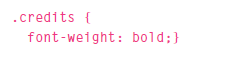 .credits {
  font-weight: bold;}